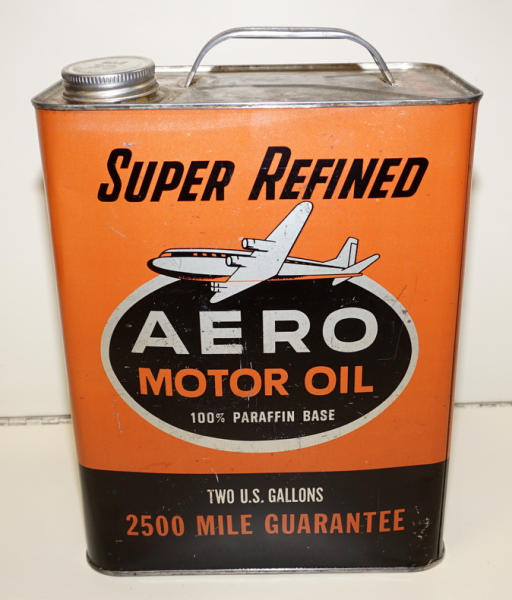 SUPER REFINED
AERO
MOTOR OIL
100% PARAFFIN BASE
TWO U.S. GALLONS
2500 MILE GUARANTEE